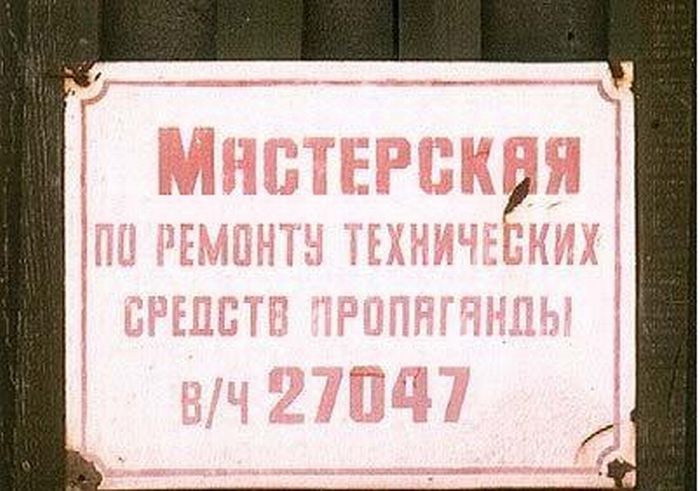 Мастерская
по ремонту технических
средств пропаганды
в/ч 27047